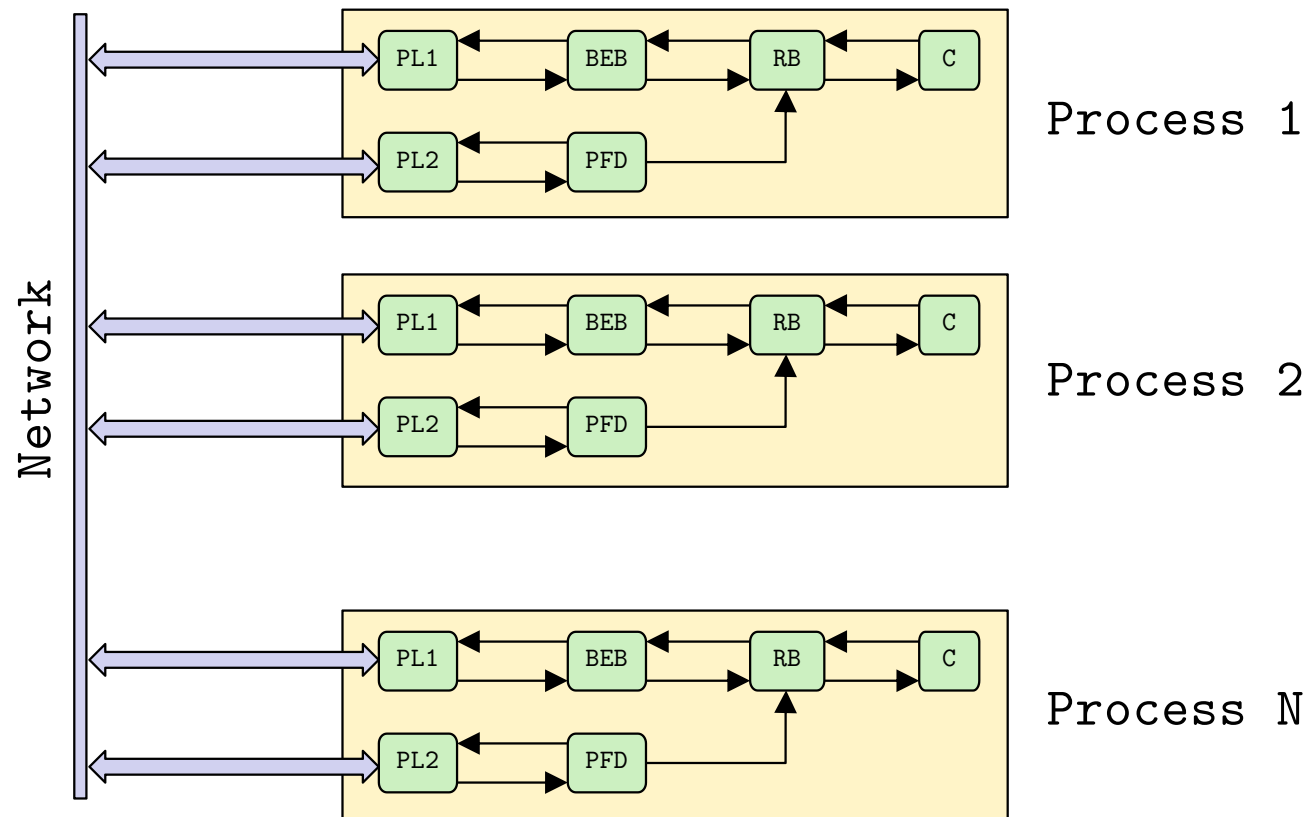 Network
PL1 BEB RB C
PL2 PFD
Process 1
PL1 BEB RB C
PL2 PFD
Process 2
PL1 BEB RB C
PL2 PFD
Process N